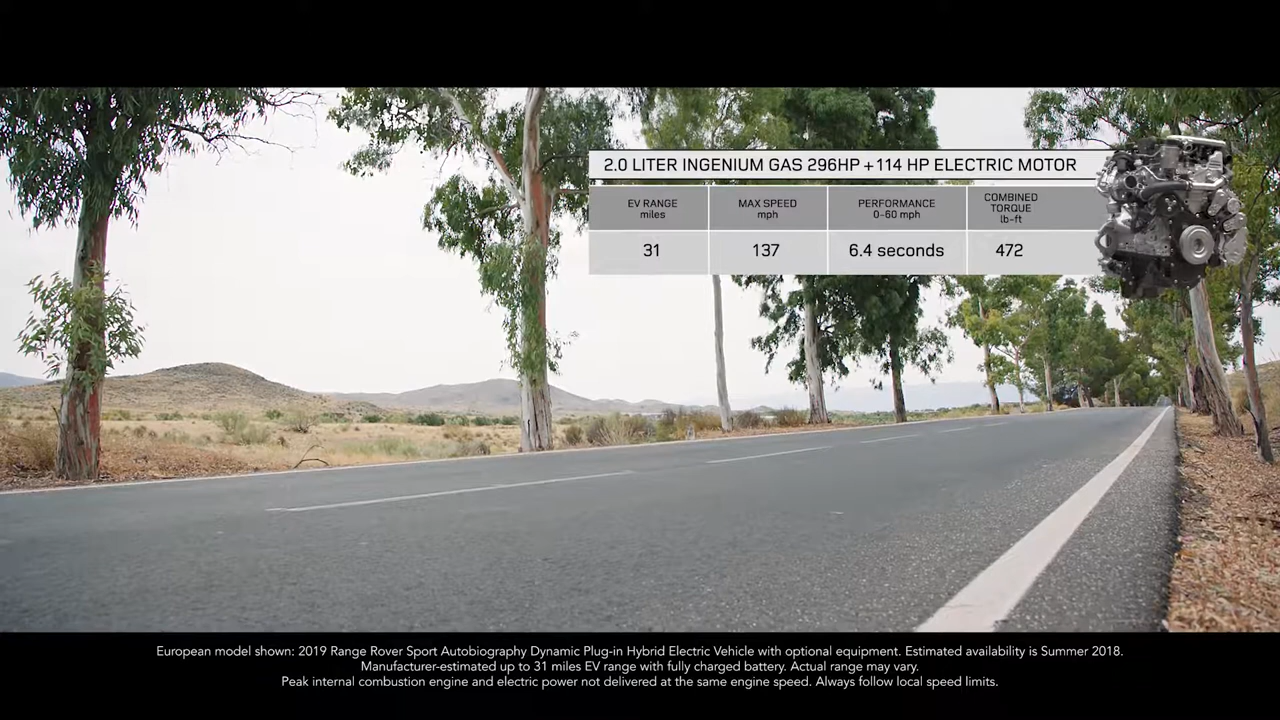 2.0 LITER INGENIUM GAS 296HP + 114 HP ELECTRIC MOTOR
EV RANGE miles
MAX SPEED mph
PERFORMANCE 0-60 mph
COMBINED TORQUE lb-ft
31
137
6.4 seconds
472
European model shown: 2019 Range Rover Sport Autobiography Dynamic Plug-in Hybrid Electric Vehicle with optional equipment. Estimated availability is Summer 2018.
Manufacturer-estimated up to 31 miles EV range with fully charged battery. Actual range may vary.
Peak internal combustion engine and electric power not delivered at the same engine speed. Always follow local speed limits.